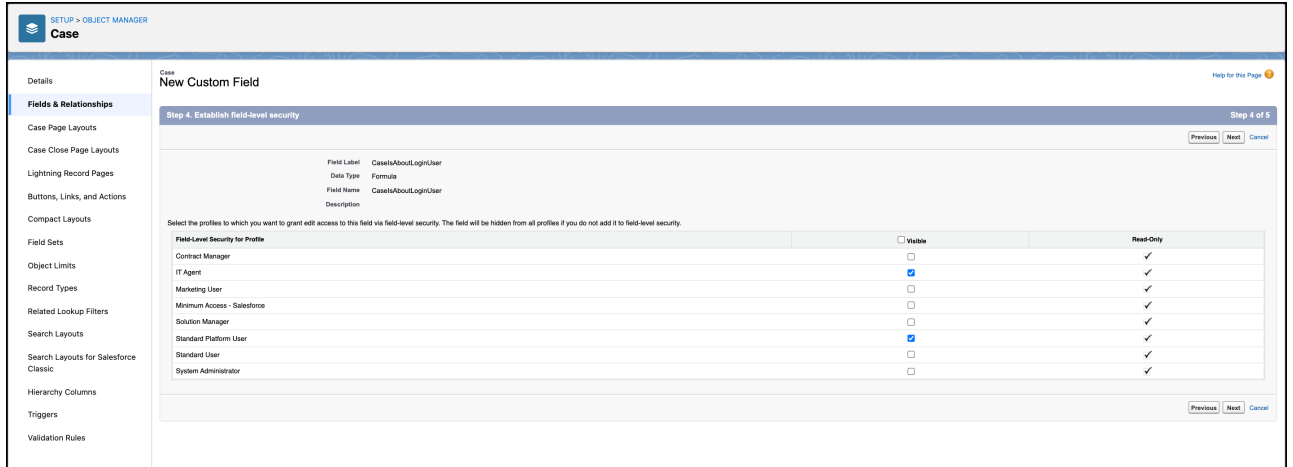 SETUP > OBJECT MANAGER
Case
Details
Fields & Relationships
Case Page Layouts
Case Close Page Layouts
Lightning Record Pages
Buttons, Links, and Actions
Compact Layouts
Field Sets
Object Limits
Record Types
Related Lookup Filters
Search Layouts
Search Layouts for Salesforce
Classic
Hierarchy Columns
Triggers
Validation Rules
Case
New Custom Field
Help for this Page ?
Step 4. Establish field-level security Step 4 of 5
Previous Next Cancel
Field Label CaseIsAboutLoginUser
Data Type Formula
Field Name CaseIsAboutLoginUser
Description
Select the profiles to which you want to grant edit access to this field via field-level security. The field will be hidden from all profiles if you do not add it to field-level security.
Field-Level Security for Profile Visible Read-Only
Contract Manager
IT Agent
Marketing User
Minimum Access - Salesforce
Solution Manager
Standard Platform User
Standard User
System Administrator
Previous Next Cancel